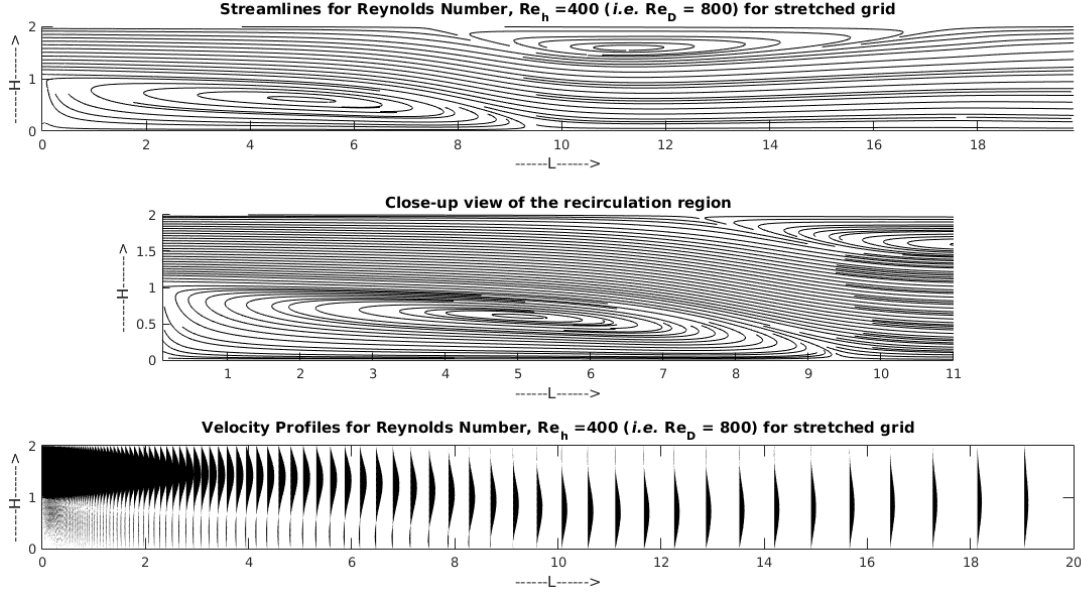 Streamlines for Reynolds Number, Re_h =400 (i.e. Re_D = 800) for stretched grid
2
1
0
------H------>
0 2 4 6 8 10 12 14 16 18
------L------>
Close-up view of the recirculation region
2
1.5
1
0.5
0
------H------>
1 2 3 4 5 6 7 8 9 10 11
------L------>
Velocity Profiles for Reynolds Number, Re_h =400 (i.e. Re_D = 800) for stretched grid
2
1
0
------H------>
0 2 4 6 8 10 12 14 16 18 20
------L------>